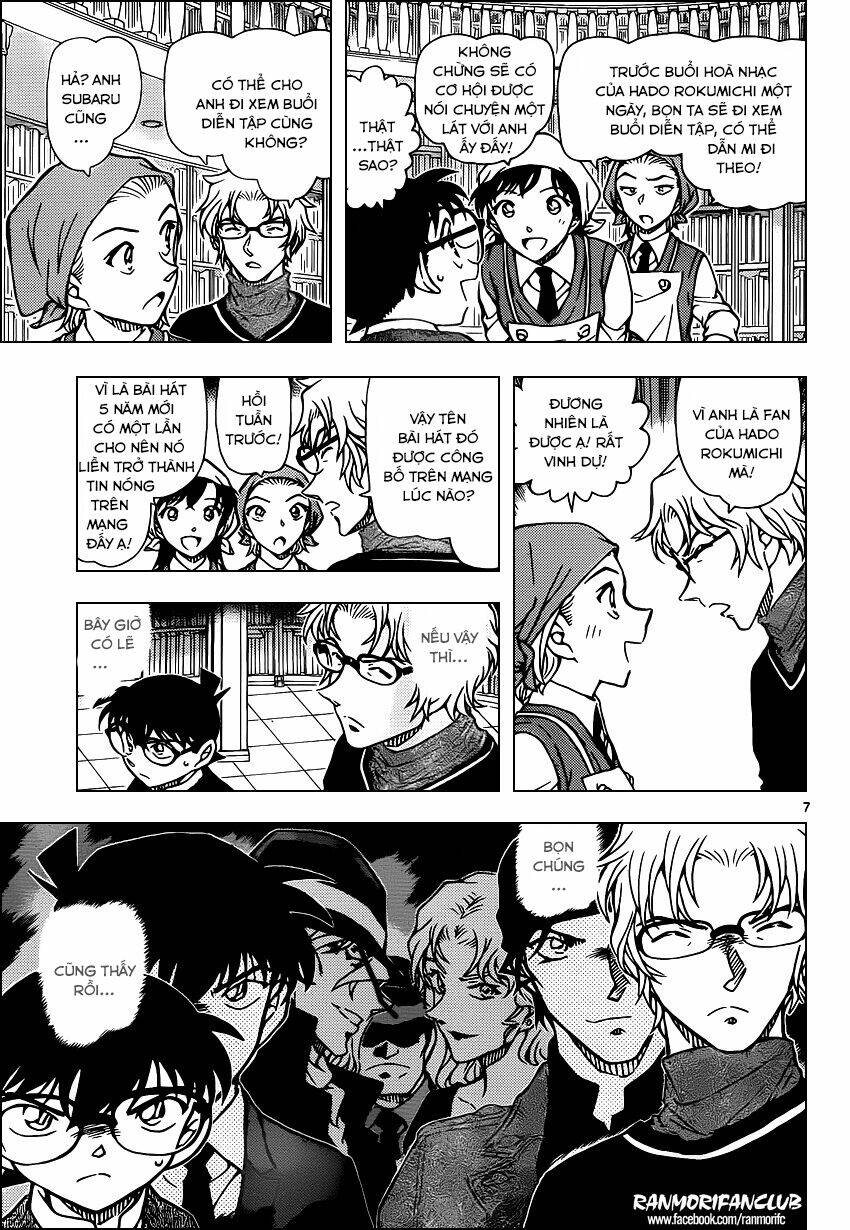 TRƯỚC BUỔI HOÀ NHẠC
CỦA HADO ROKUMICHI MỘT
NGÀY, BỌN TA SẼ ĐI XEM
BUỔI DIỄN TẬP, CÓ THỂ
DẪN MI ĐI
THEO!
KHÔNG
CHỪNG SẼ CÓ
CƠ HỘI ĐƯỢC
NÓI CHUYỆN MỘT
LÁT VỚI ANH
ẤY ĐẤY!
THẬT
...THẬT
SAO?
CÓ THỂ CHO
ANH ĐI XEM BUỔI
DIỄN TẬP CÙNG
KHÔNG?
HẢ? ANH
SUBARU
CŨNG
...
VÌ ANH LÀ FAN
CỦA HADO
ROKUMICHI
MÀ!
ĐƯƠNG
NHIÊN LÀ
ĐƯỢC Ạ! RẤT
VINH DỰ!
VẬY TÊN
BÀI HÁT ĐÓ
ĐƯỢC CÔNG
BỐ TRÊN MẠNG
LÚC NÀO?
HỒI
TUẦN
TRƯỚC!
VÌ LÀ BÀI HÁT
5 NĂM MỚI
CÓ MỘT LẦN
CHO NÊN NÓ
LIỀN TRỞ THÀNH
TIN NÓNG
TRÊN
MẠNG
ĐẤY Ạ!
NẾU VẬY
THÌ...
BÂY GIỜ
CÓ LẼ
...
7
BỌN
CHÚNG
...
CŨNG THẤY
RỒI...
RANMORIFANCLUB
www.facebook.com/ranmorifc